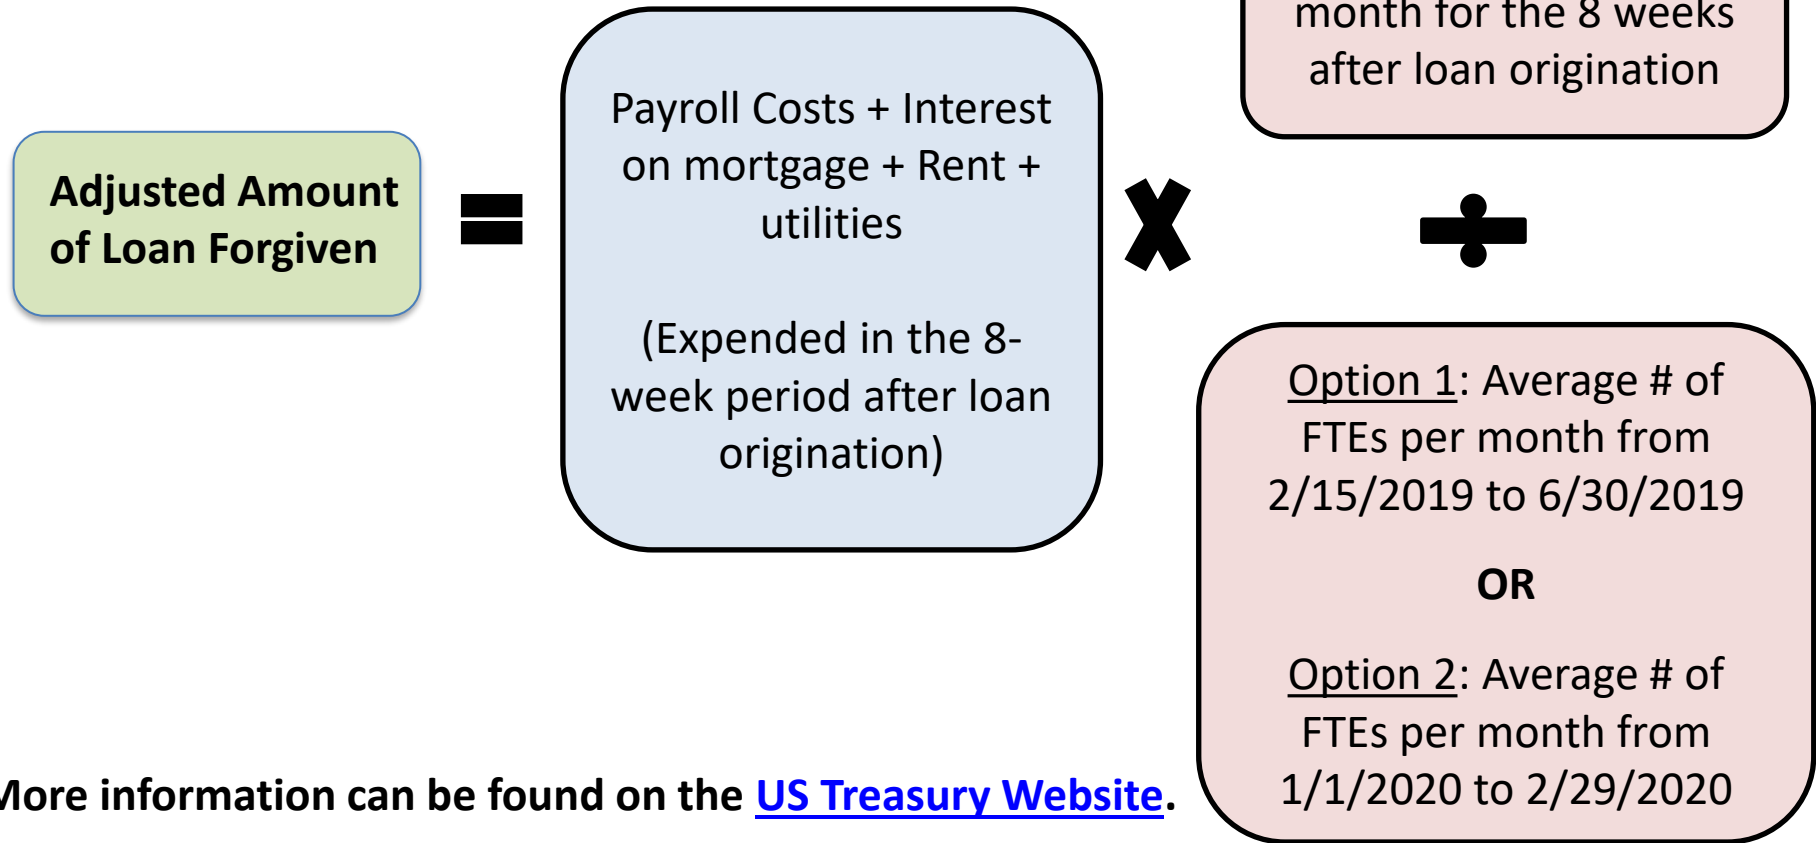 month for the 8 weeks
after loan origination
Adjusted Amount
of Loan Forgiven
Payroll Costs + Interest
on mortgage + Rent +
utilities
(Expended in the 8-
week period after loan
origination)
Option 1: Average # of
FTEs per month from
2/15/2019 to 6/30/2019
OR
Option 2: Average # of
FTEs per month from
1/1/2020 to 2/29/2020
More information can be found on the US Treasury Website.